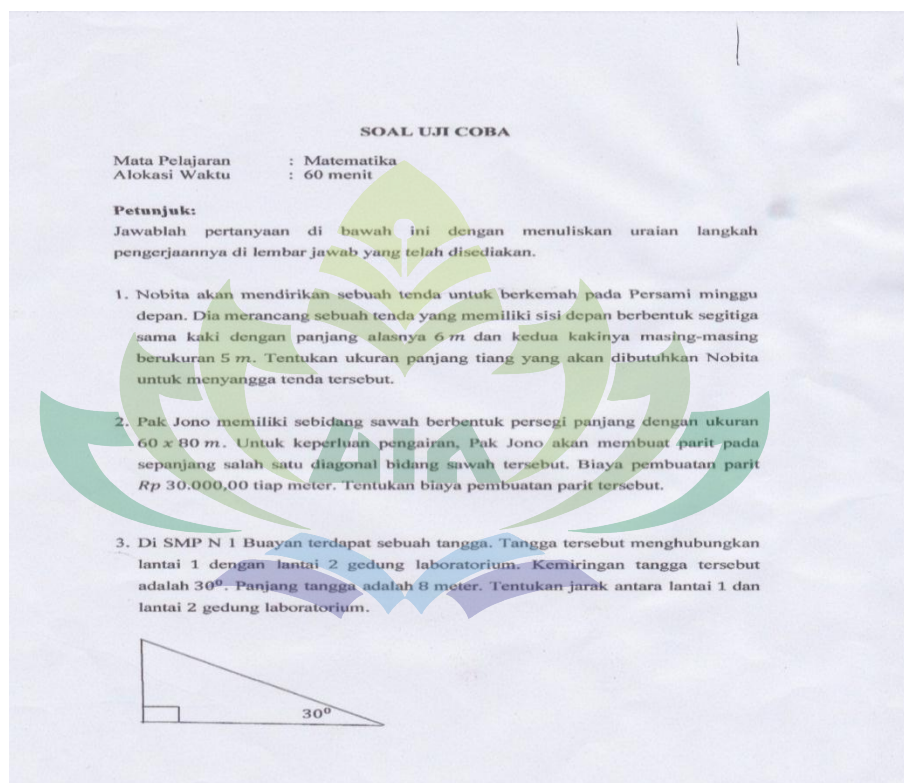 SOAL UJI COBA
Mata Pelajaran : Matematika
Alokasi Waktu : 60 menit
Petunjuk:
Jawablah pertanyaan di bawah ini dengan menuliskan uraian langkah
pengerjaannya di lembar jawab yang telah disediakan.
1. Nobita akan mendirikan sebuah tenda untuk berkemah pada Persami minggu
depan. Dia merancang sebuah tenda yang memiliki sisi depan berbentuk segitiga
sama kaki dengan panjang alasnya 6 m dan kedua kakinya masing-masing
berukuran 5 m. Tentukan ukuran panjang tiang yang akan dibutuhkan Nobita
untuk menyangga tenda tersebut.
2. Pak Jono memiliki sebidang sawah berbentuk persegi panjang dengan ukuran
60 x 80 m. Untuk keperluan pengairan, Pak Jono akan membuat parit pada
sepanjang salah satu diagonal bidang sawah tersebut. Biaya pembuatan parit
Rp 30.000,00 tiap meter. Tentukan biaya pembuatan parit tersebut.
3. Di SMP N 1 Buayan terdapat sebuah tangga. Tangga tersebut menghubungkan
lantai 1 dengan lantai 2 gedung laboratorium. Kemiringan tangga tersebut
adalah 30⁰. Panjang tangga adalah 8 meter. Tentukan jarak antara lantai 1 dan
lantai 2 gedung laboratorium.
30⁰